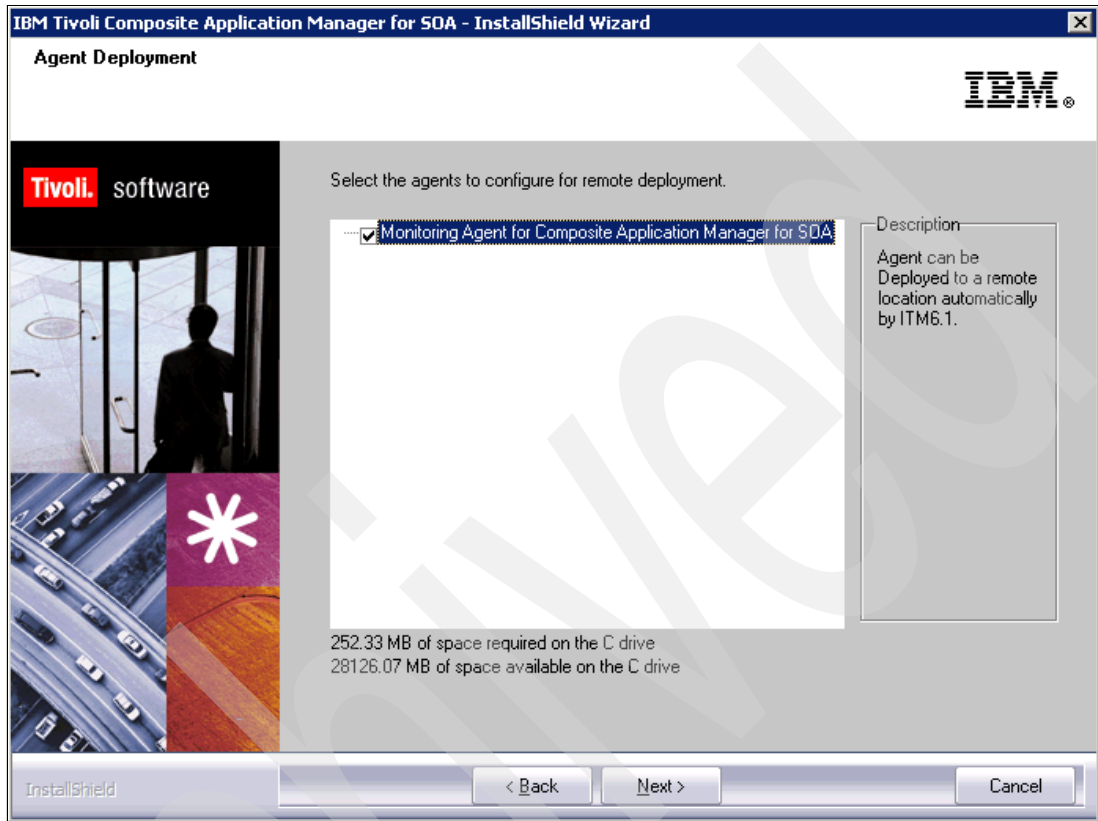 IBM Tivoli Composite Application Manager for SOA - InstallShield Wizard
Agent Deployment
IBM®
Tivoli. software
Select the agents to configure for remote deployment.
Monitoring Agent for Composite Application Manager for SOA
Description
Agent can be
Deployed to a remote
location automatically
by ITM6.1.
252.33 MB of space required on the C drive
28126.07 MB of space available on the C drive
InstallShield
< Back
Next >
Cancel